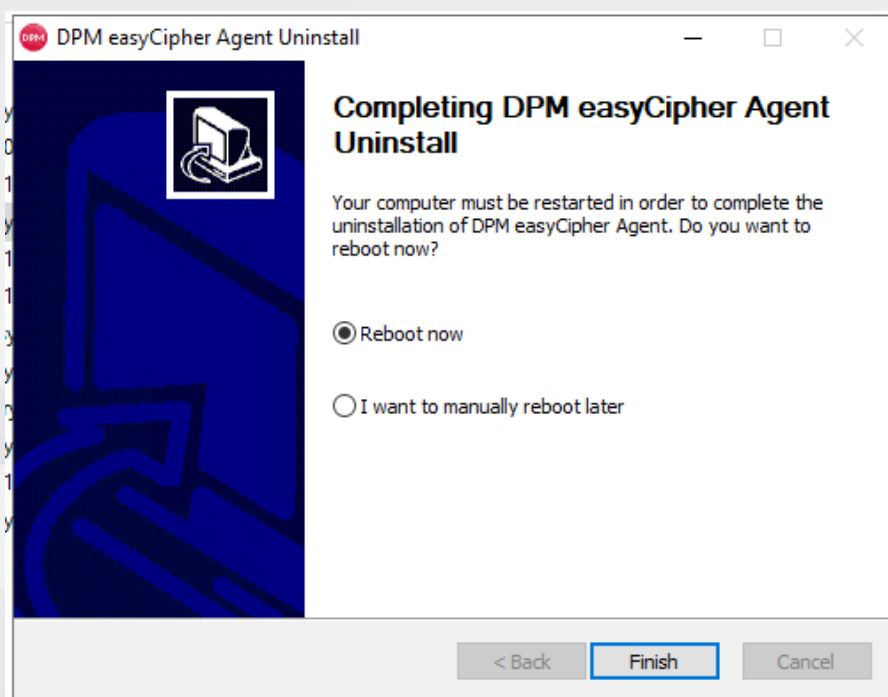 DPM DPM easyCipher Agent Uninstall
Completing DPM easyCipher Agent
Uninstall
Your computer must be restarted in order to complete the
uninstallation of DPM easyCipher Agent. Do you want to
reboot now?
Reboot now
I want to manually reboot later
< Back Finish Cancel